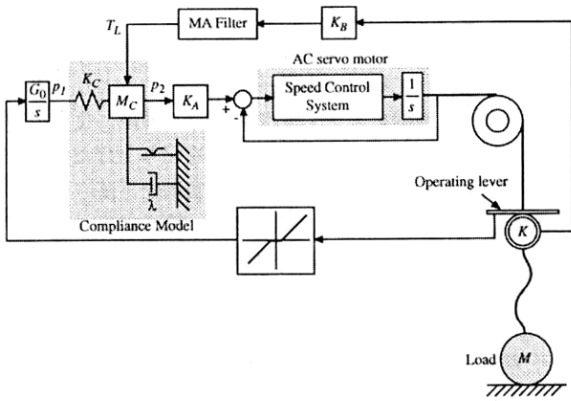 T_L
MA Filter
K_B
AC servo motor
G_0
s
p_1
K_C
M_C
p_2
K_A
+
-
Speed Control
System
1
s
λ
Compliance Model
Operating lever
K
Load
M